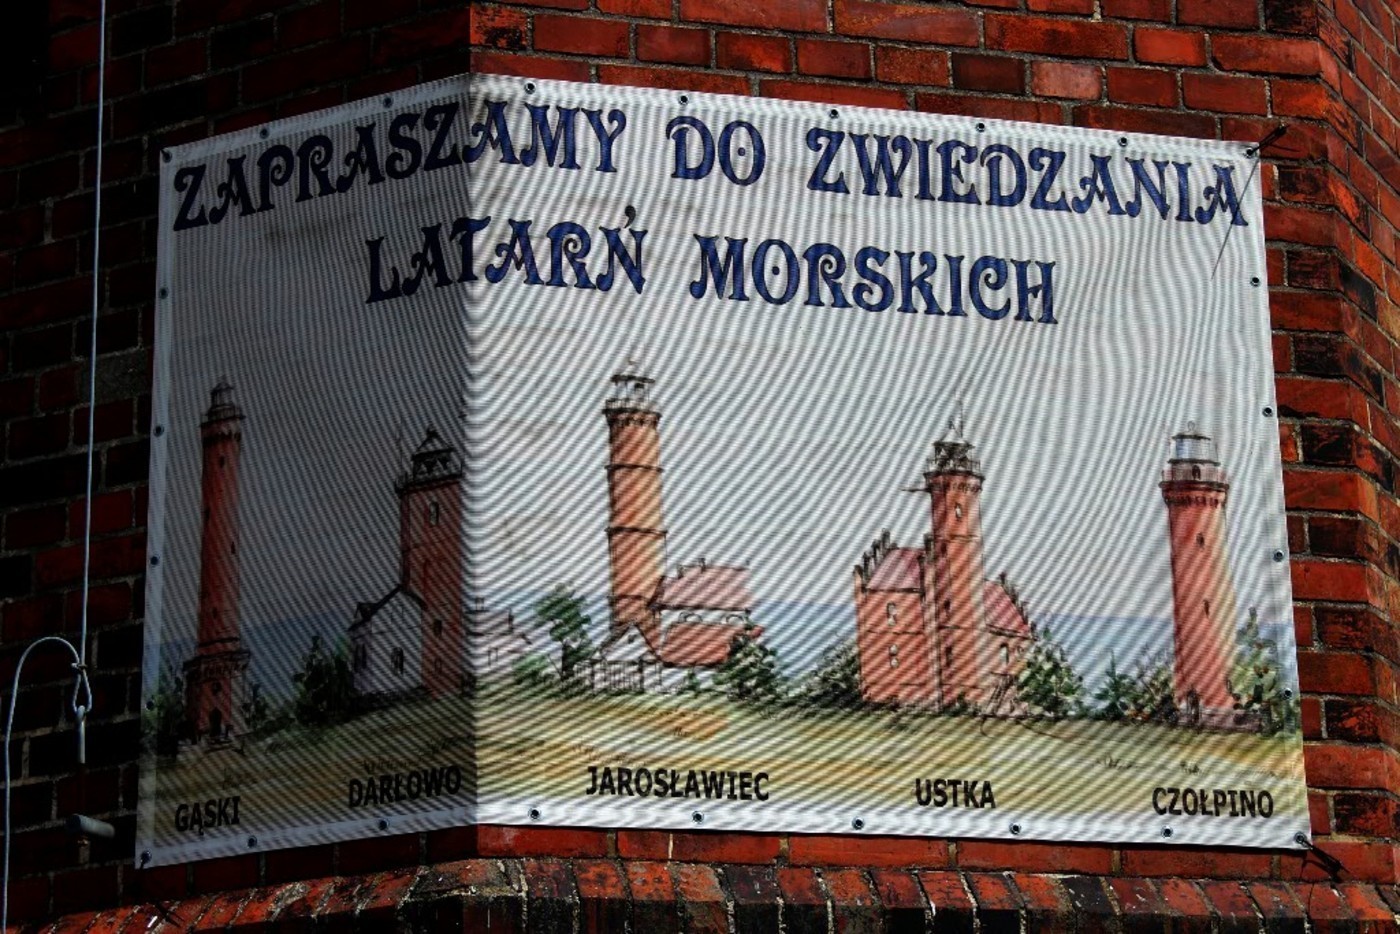 ZAPRASZAMY DO ZWIEDZANIA
LATARŃ MORSKICH
GĄSKI DARŁOWO JAROSŁAWIEC USTKA CZOŁPINO